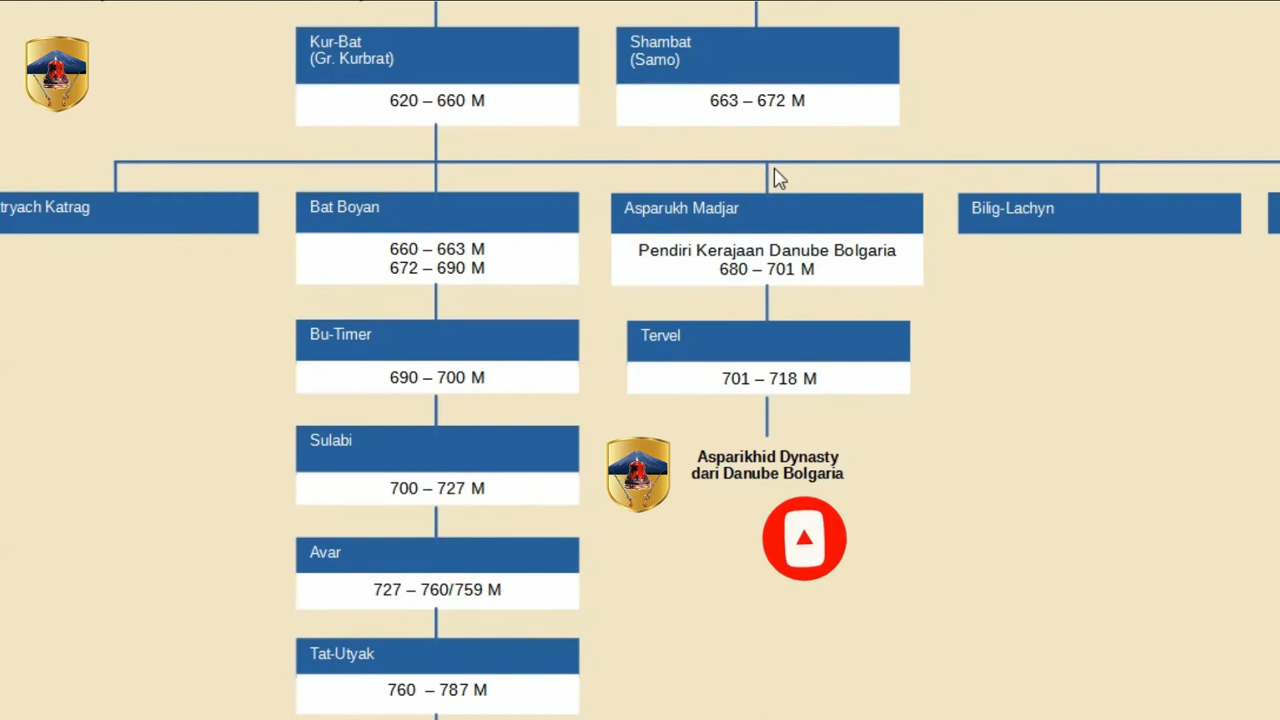 Kur-Bat
(Gr. Kurbrat)
620 – 660 M
Shambat
(Samo)
663 – 672 M
tryach Katrag
Bat Boyan
660 – 663 M
672 – 690 M
Asparukh Madjar
Pendiri Kerajaan Danube Bolgaria
680 – 701 M
Bilig-Lachyn
Bu-Timer
690 – 700 M
Tervel
701 – 718 M
Sulabi
700 – 727 M
Asparikhid Dynasty
dari Danube Bolgaria
Avar
727 – 760/759 M
Tat-Utyak
760 – 787 M